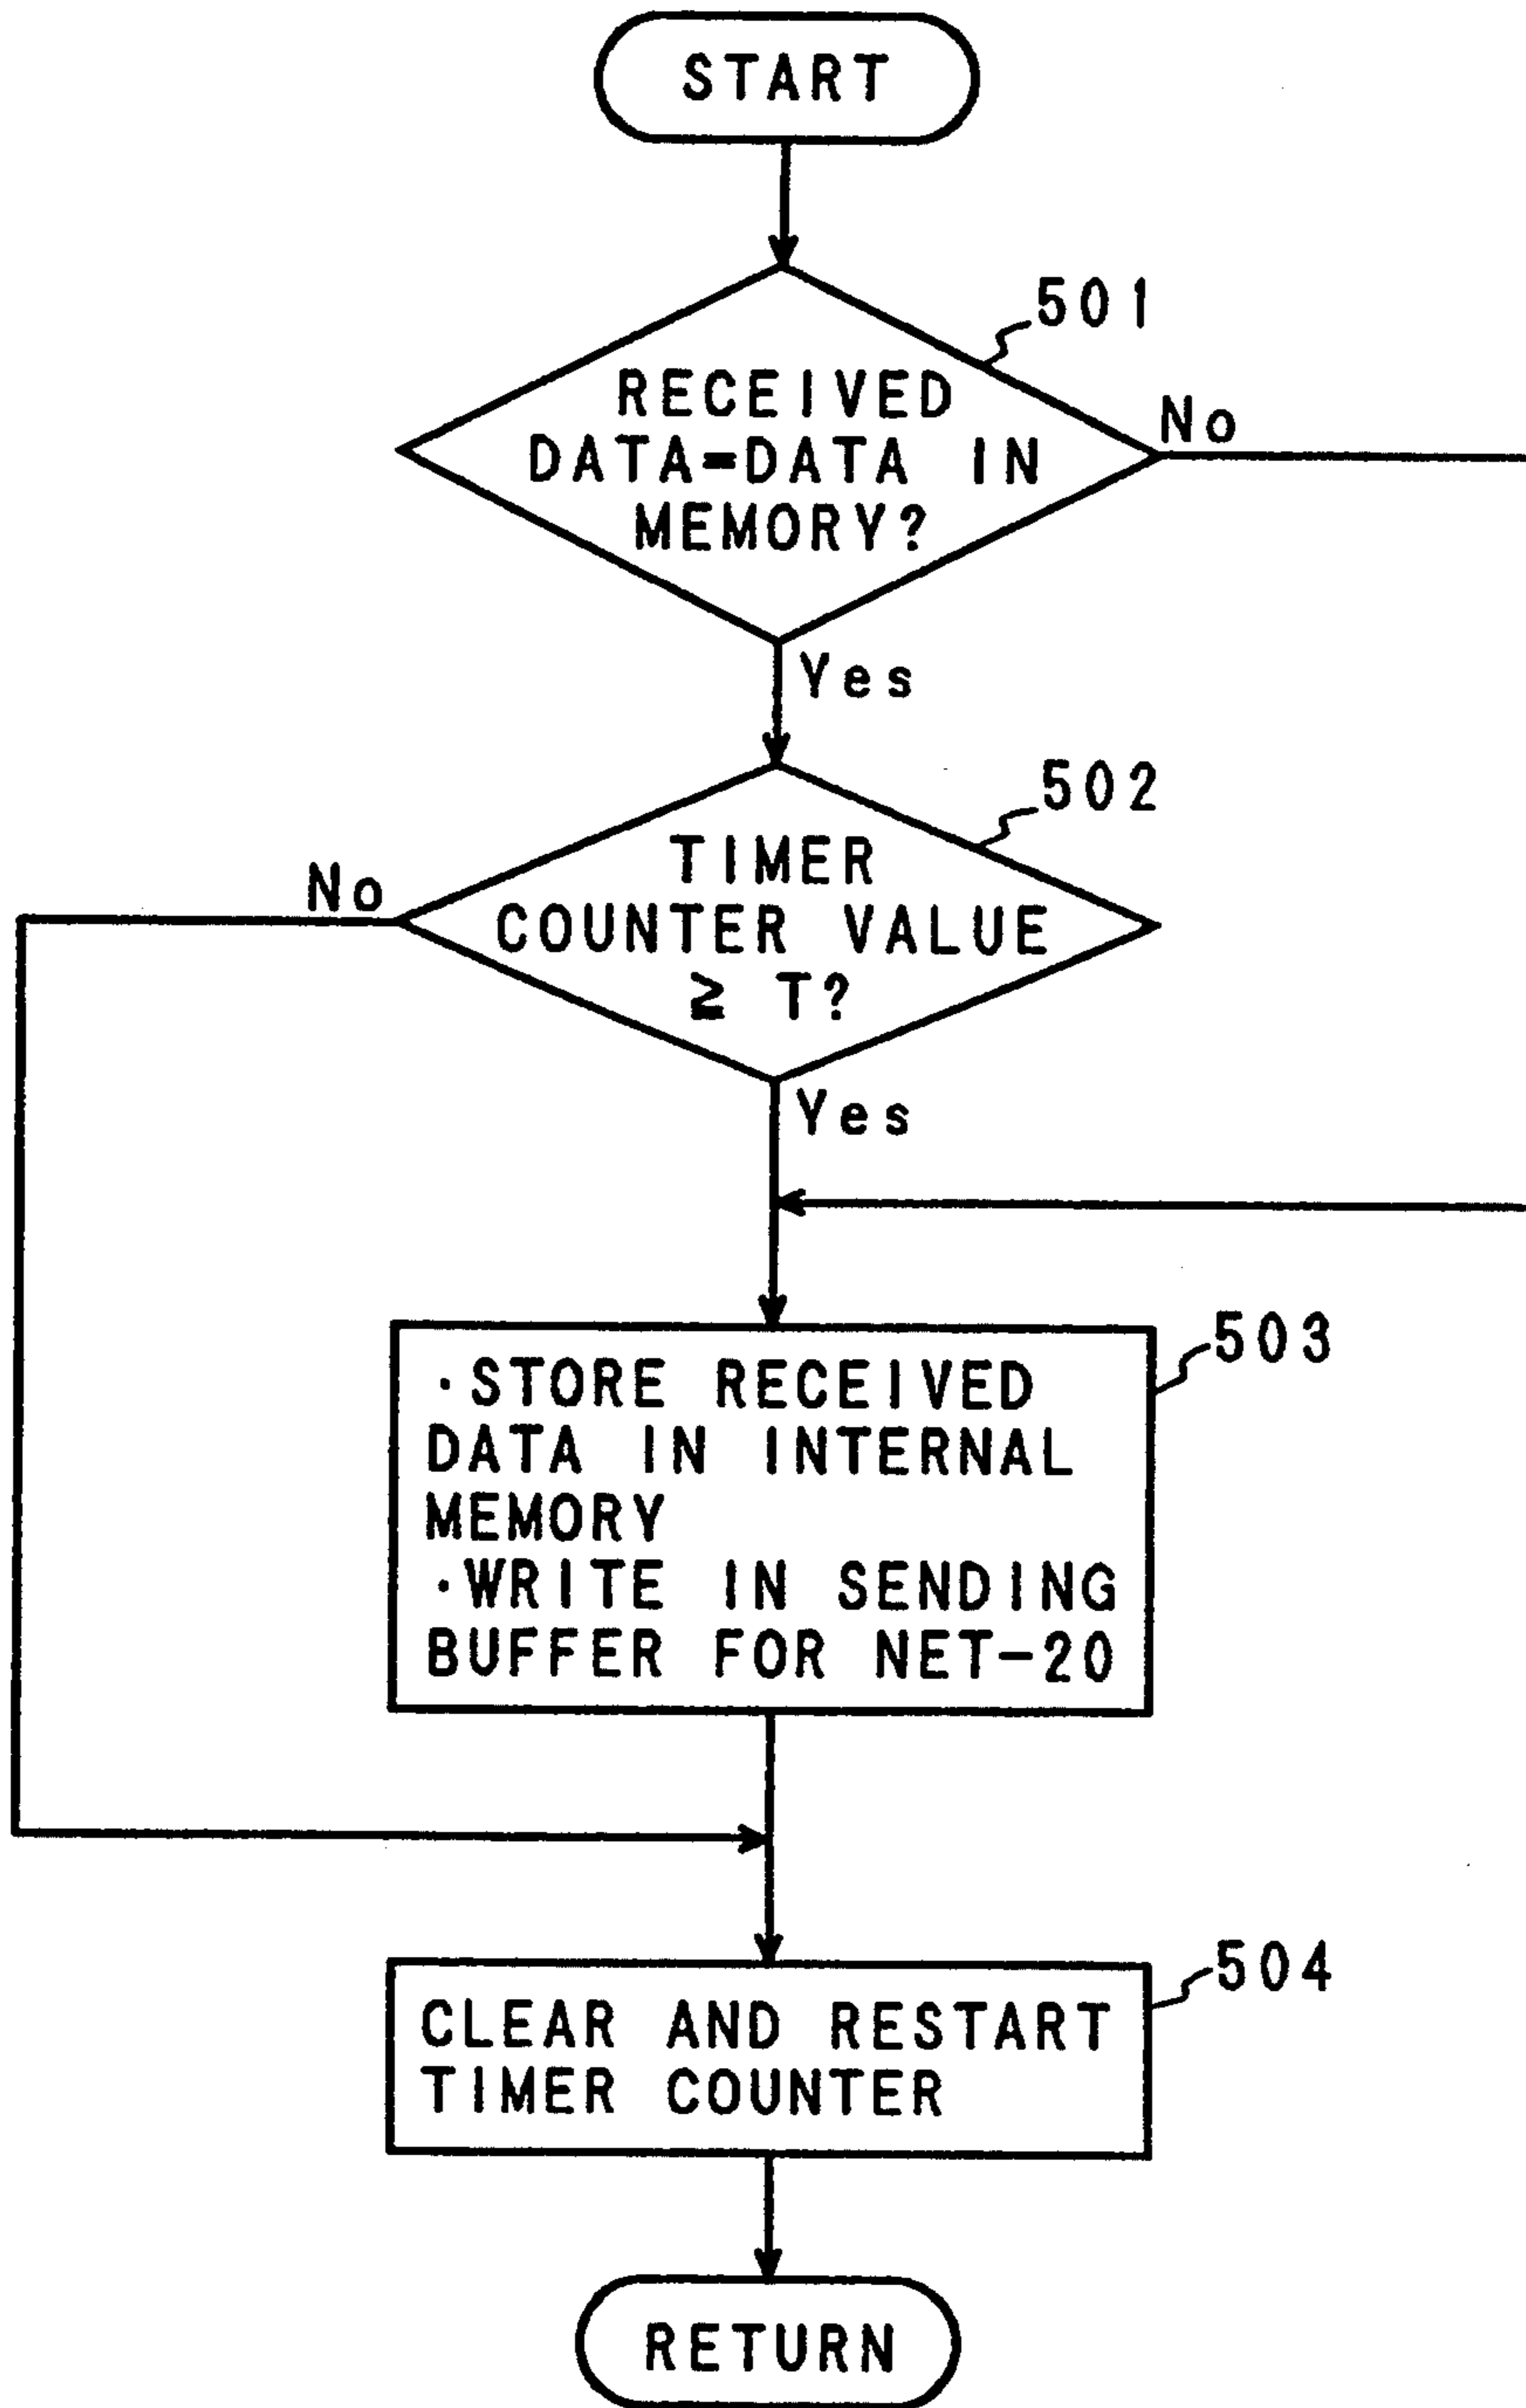 START
501
RECEIVED
DATA=DATA IN
MEMORY?
No
Yes
502
TIMER
COUNTER VALUE
≧ T?
No
Yes
503
·STORE RECEIVED
DATA IN INTERNAL
MEMORY
·WRITE IN SENDING
BUFFER FOR NET-20
504
CLEAR AND RESTART
TIMER COUNTER
RETURN